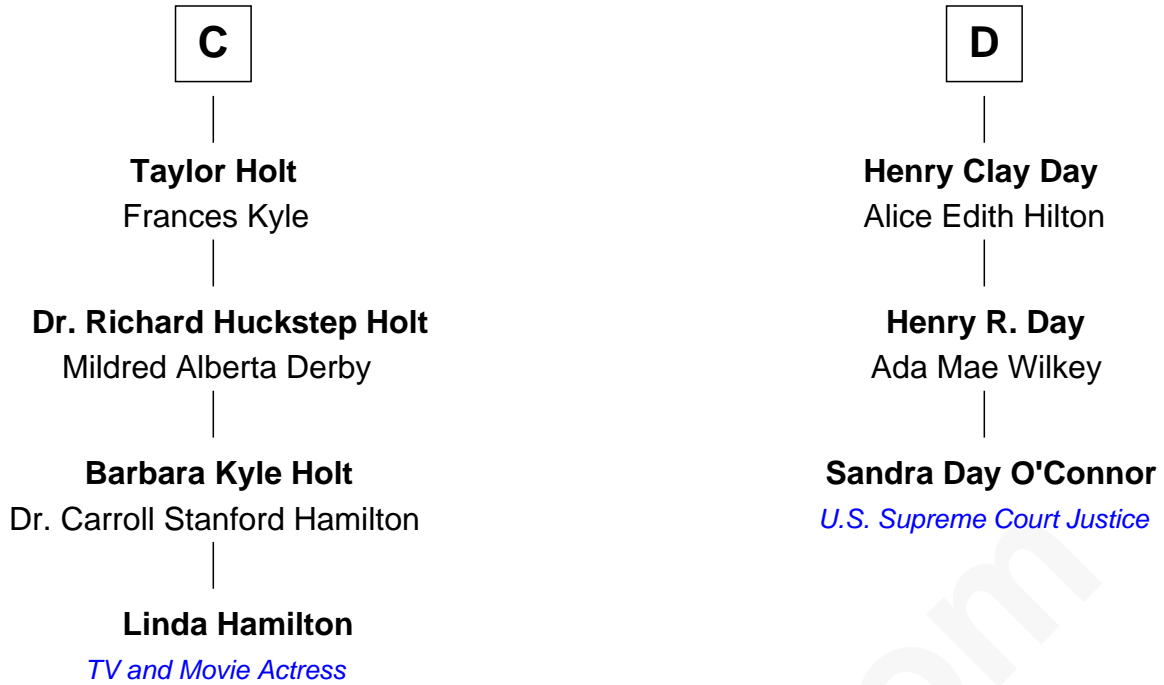 C
Taylor Holt
Frances Kyle
Dr. Richard Huckstep Holt
Mildred Alberta Derby
Barbara Kyle Holt
Dr. Carroll Stanford Hamilton
Linda Hamilton
TV and Movie Actress
D
Henry Clay Day
Alice Edith Hilton
Henry R. Day
Ada Mae Wilkey
Sandra Day O'Connor
U.S. Supreme Court Justice
om